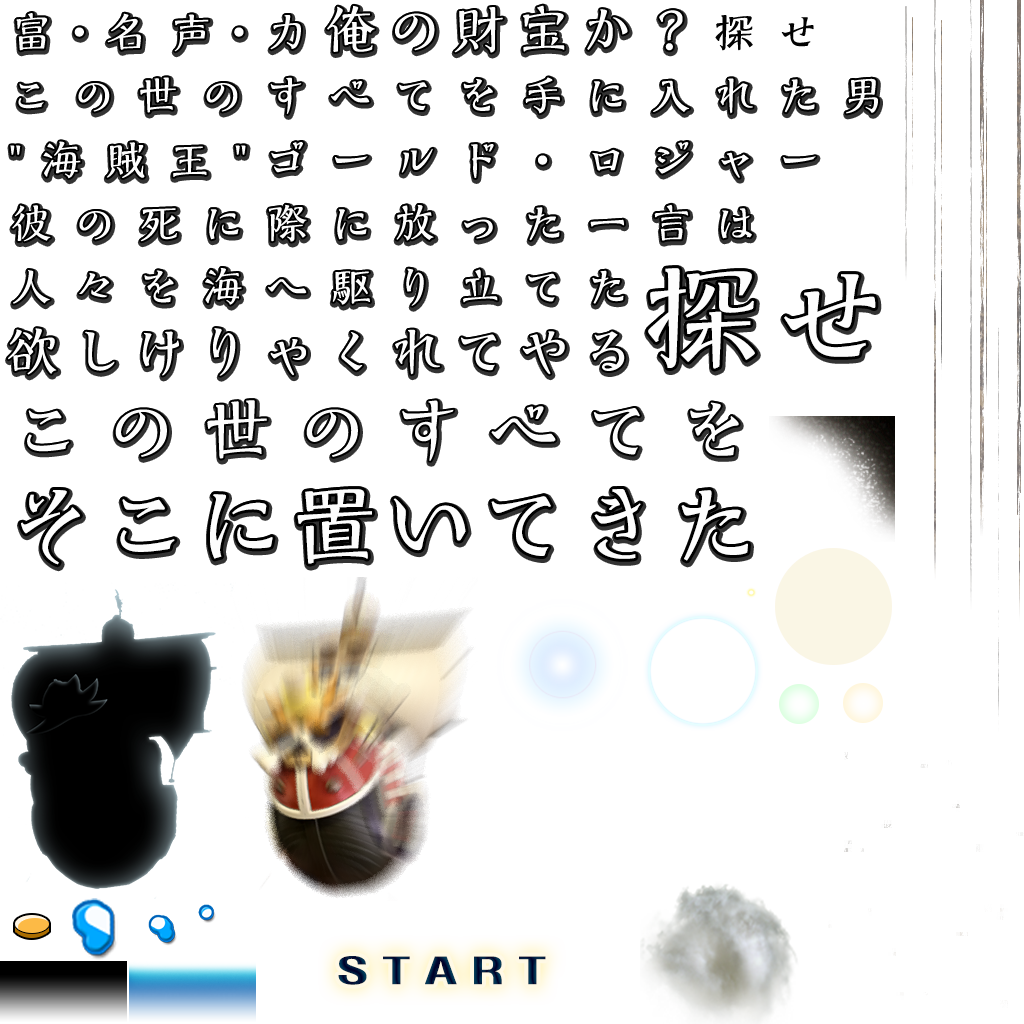 富・名声・力俺の財宝か？探せ
この世のすべてを手に入れた男
"海賊王"ゴールド・ロジャー
彼の死に際に放った一言は
人々を海へ駆り立てた
探せ
欲しけりゃくれてやる
この世のすべてを
そこに置いてきた
START